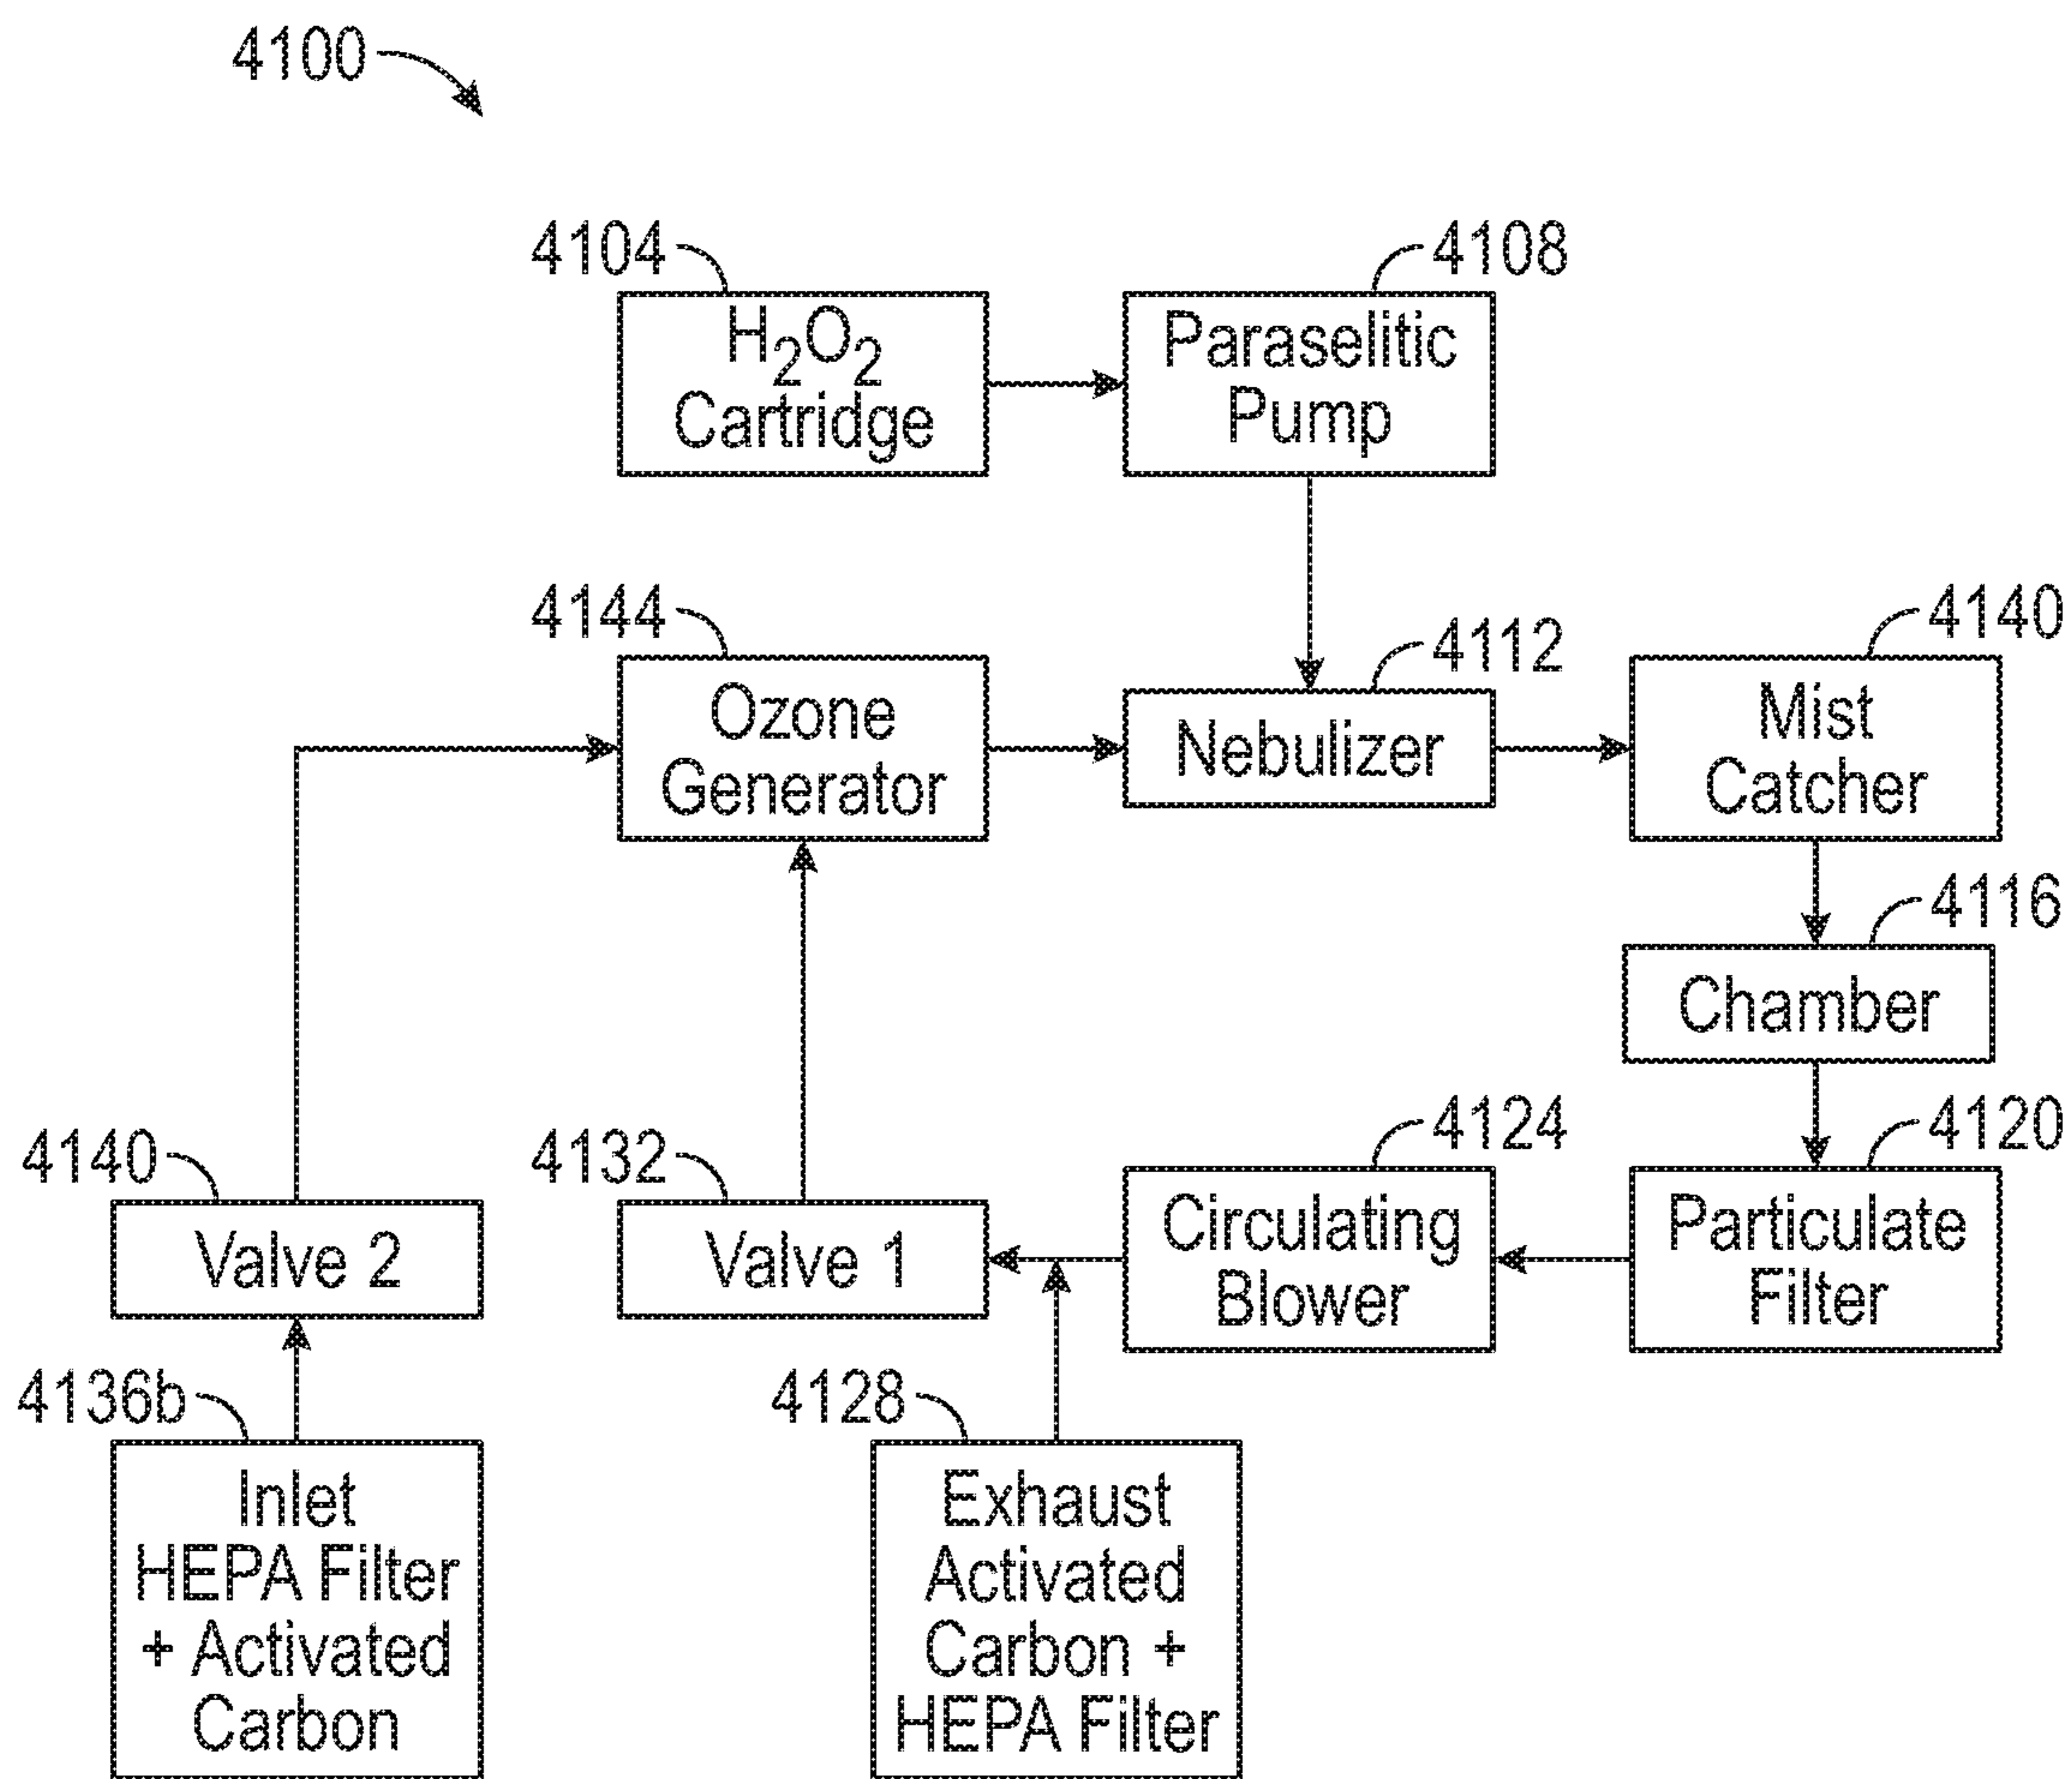 4100
4104
H₂O₂
Cartridge
4108
Paraselitic
Pump
4144
Ozone
Generator
4112
Nebulizer
4140
Mist
Catcher
4116
Chamber
4140
Valve 2
4132
Valve 1
4124
Circulating
Blower
4120
Particulate
Filter
4136b
Inlet
HEPA Filter
+ Activated
Carbon
4128
Exhaust
Activated
Carbon +
HEPA Filter